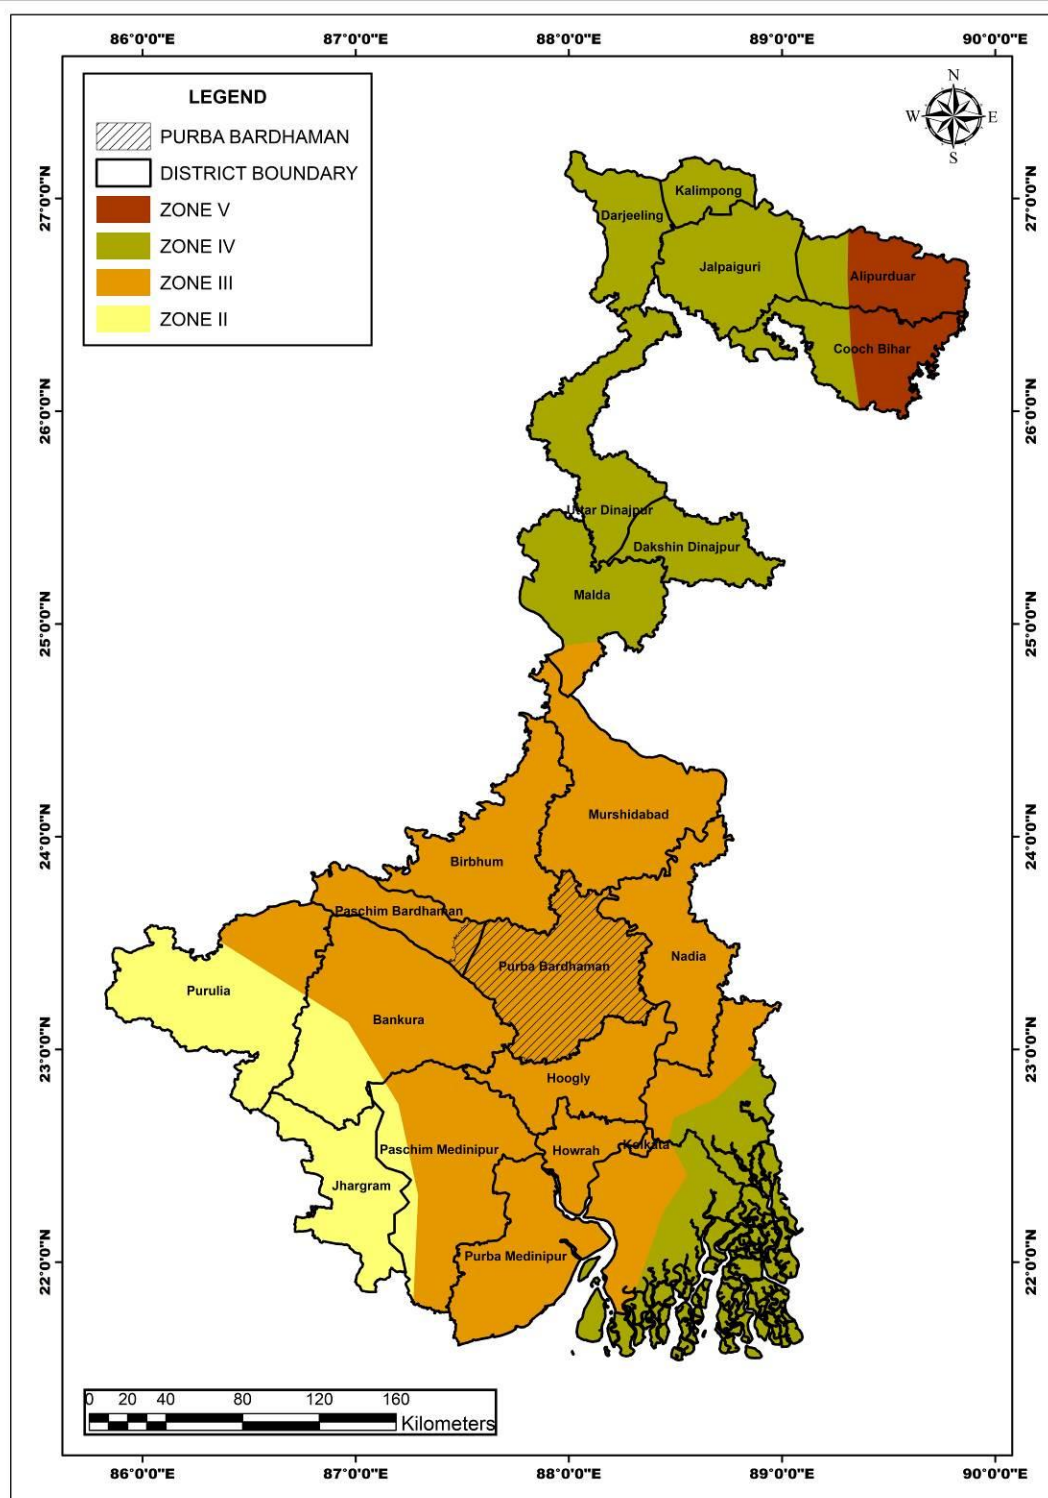 86°0'0"E 87°0'0"E 88°0'0"E 89°0'0"E 90°0'0"E
LEGEND
PURBA BARDHAMAN
DISTRICT BOUNDARY
ZONE V
ZONE IV
ZONE III
ZONE II
N
W E
S
27°0'0"N 27°0'0"N
26°0'0"N 26°0'0"N
25°0'0"N 25°0'0"N
24°0'0"N 24°0'0"N
23°0'0"N 23°0'0"N
22°0'0"N 22°0'0"N
Kalimpong
Darjeeling
Jalpaiguri
Alipurduar
Cooch Bihar
Uttar Dinajpur
Dakshin Dinajpur
Malda
Murshidabad
Birbhum
Paschim Bardhaman
Nadia
Purba Bardhaman
Purulia
Bankura
Hoogly
Kolkata
Paschim Medinipur
Howrah
Jhargram
Purba Medinipur
0 20 40 80 120 160
Kilometers
86°0'0"E 87°0'0"E 88°0'0"E 89°0'0"E 90°0'0"E